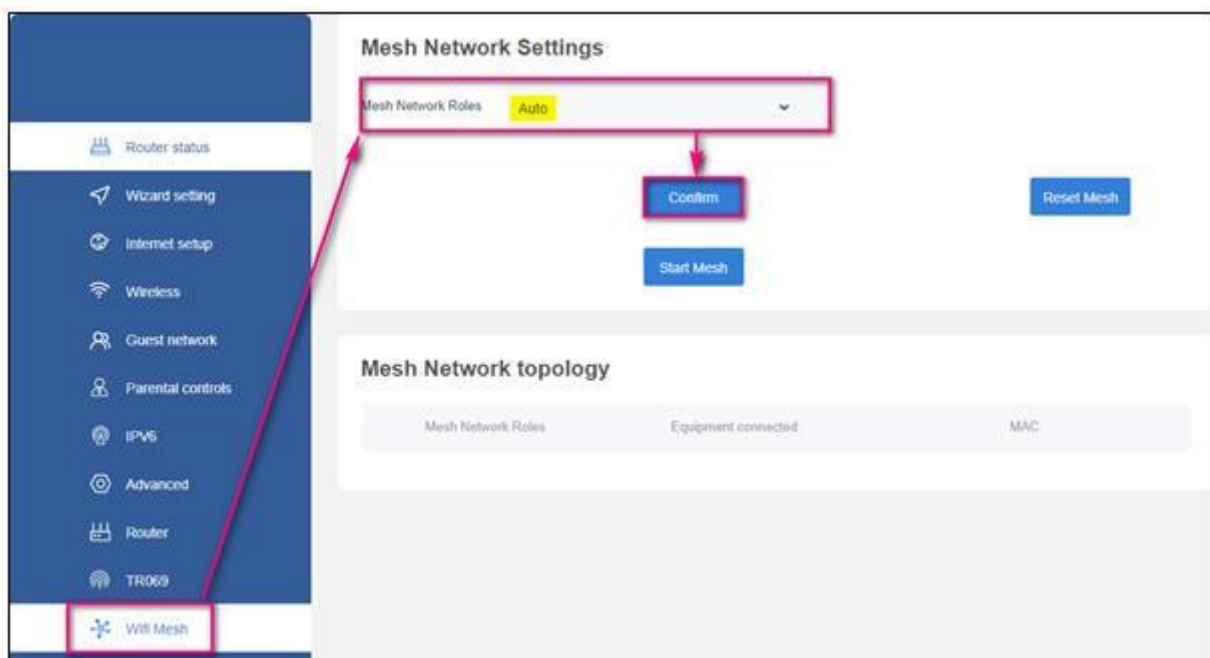 Mesh Network Settings
Mesh Network Roles Auto
Confirm Reset Mesh
Start Mesh
Router status
Wizard setting
Internet setup
Wireless
Guest network
Parental controls
IPV6
Advanced
Router
TR069
Wifi Mesh
Mesh Network topology
Mesh Network Roles Equipment connected MAC